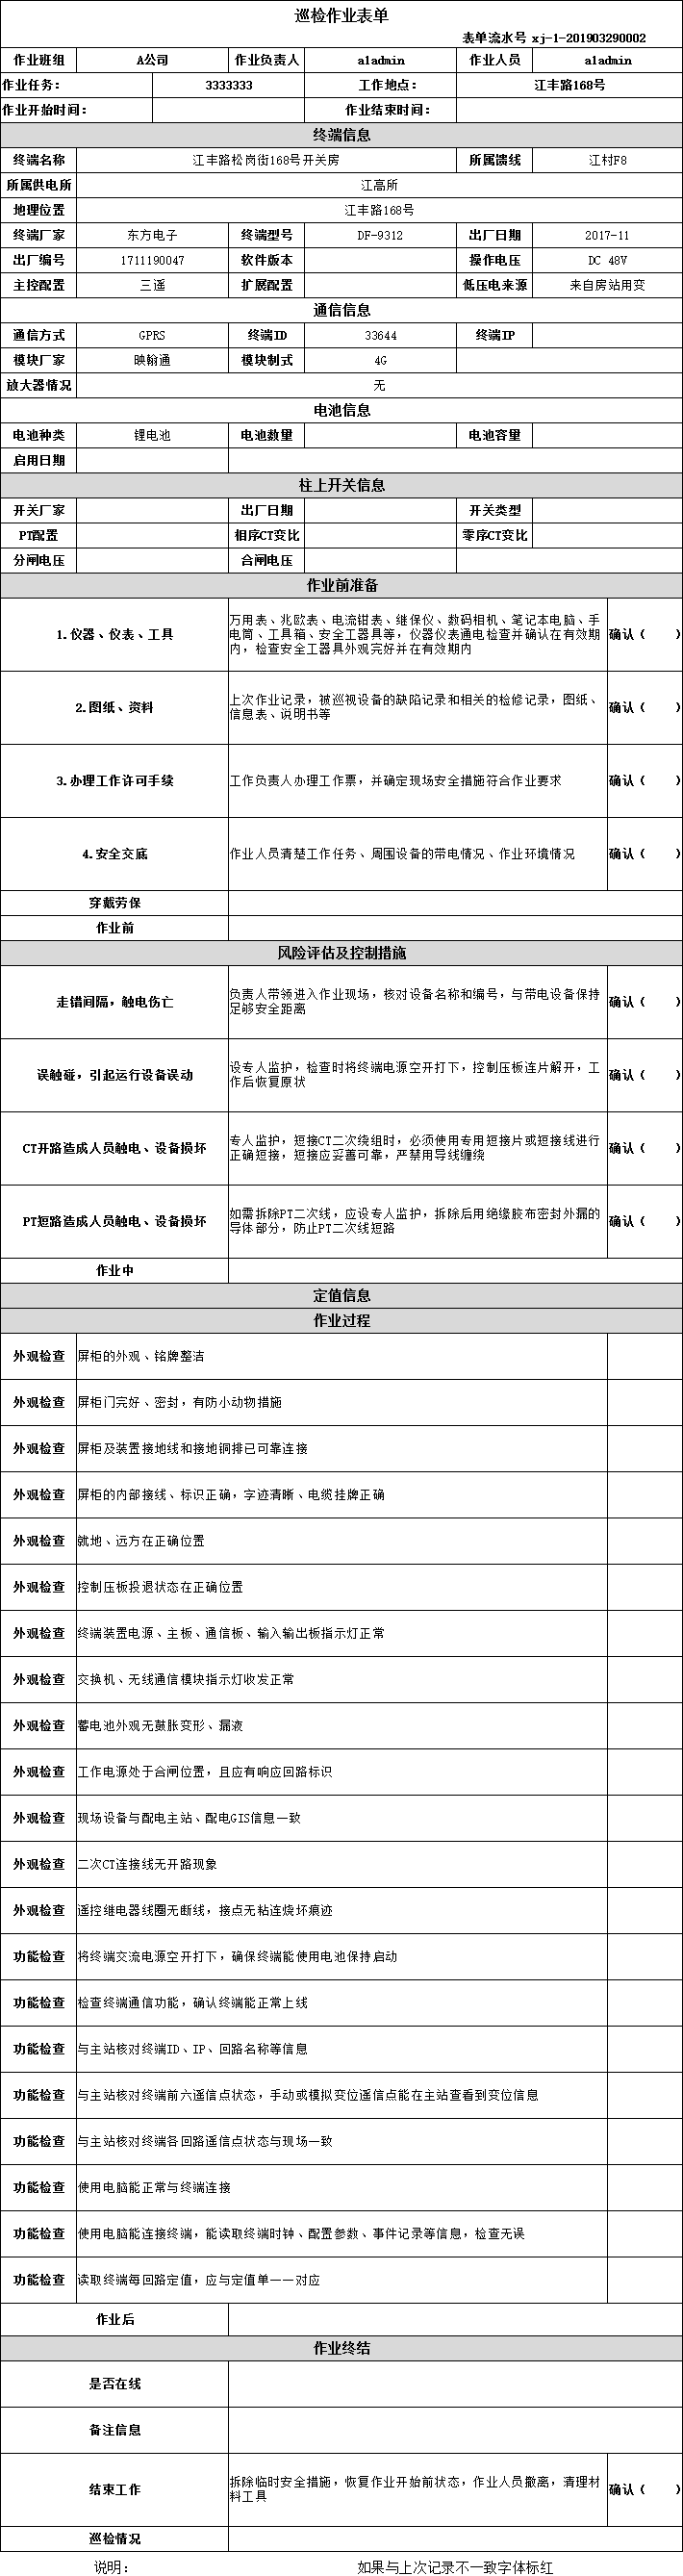 巡检作业表单
表单流水号 xj-1-201903290002
作业班组 A公司 作业负责人 a1admin 作业人员 a1admin
作业任务: 3333333 工作地点: 江丰路168号
作业开始时间: 作业结束时间:
终端信息
终端名称 江丰路松岗街168号开关房 所属馈线 江村F8
所属供电所 江高所
地理位置 江丰路168号
终端厂家 东方电子 终端型号 DF-9312 出厂日期 2017-11
出厂编号 1711190047 软件版本 操作电压 DC 48V
主控配置 三遥 扩展配置 低压电来源 来自房站用变
通信信息
通信方式 GPRS 终端ID 33644 终端IP
模块厂家 映翰通 模块制式 4G
放大器情况 无
电池信息
电池种类 锂电池 电池数量 电池容量
启用日期
柱上开关信息
开关厂家 出厂日期 开关类型
PT配置 相序CT变比 零序CT变比
分闸电压 合闸电压
作业前准备
1.仪器、仪表、工具 万用表、兆欧表、电流钳表、继保仪、数码相机、笔记本电脑、手
电筒、工具箱、安全工器具等，仪器仪表通电检查并确认在有效期 确认（ ）
内，检查安全工器具外观完好并在有效期内
2.图纸、资料 上次作业记录，被巡视设备的缺陷记录和相关的检修记录，图纸、
信息表、说明书等 确认（ ）
3.办理工作许可手续 工作负责人办理工作票，并确定现场安全措施符合作业要求 确认（ ）
4.安全交底 作业人员清楚工作任务、周围设备的带电情况、作业环境情况 确认（ ）
穿戴劳保
作业前
风险评估及控制措施
走错间隔，触电伤亡 负责人带领进入作业现场，核对设备名称和编号，与带电设备保持
足够安全距离 确认（ ）
误触碰，引起运行设备误动 设专人监护，检查时将终端电源空开打下，控制压板连片解开，工
作后恢复原状 确认（ ）
CT开路造成人员触电、设备损坏 专人监护，短接CT二次绕组时，必须使用专用短接片或短接线进行
正确短接，短接应妥善可靠，严禁用导线缠绕 确认（ ）
PT短路造成人员触电、设备损坏 如需拆除PT二次线，应设专人监护，拆除后用绝缘胶布密封外漏的
导体部分，防止PT二次线短路 确认（ ）
作业中
定值信息
作业过程
外观检查 屏柜的外观、铭牌整洁
外观检查 屏柜门完好、密封，有防小动物措施
外观检查 屏柜及装置接地线和接地铜排已可靠连接
外观检查 屏柜的内部接线、标识正确，字迹清晰、电缆挂牌正确
外观检查 就地、远方在正确位置
外观检查 控制压板投退状态在正确位置
外观检查 终端装置电源、主板、通信板、输入输出板指示灯正常
外观检查 交换机、无线通信模块指示灯收发正常
外观检查 蓄电池外观无鼓胀变形、漏液
外观检查 工作电源处于合闸位置，且应有响应回路标识
外观检查 现场设备与配电主站、配电GIS信息一致
外观检查 二次CT连接线无开路现象
外观检查 遥控继电器线圈无断线，接点无粘连烧坏痕迹
功能检查 将终端交流电源空开打下，确保终端能使用电池保持启动
功能检查 检查终端通信功能，确认终端能正常上线
功能检查 与主站核对终端ID、IP、回路名称等信息
功能检查 与主站核对终端前六遥信点状态，手动或模拟变位遥信点能在主站查看到变位信息
功能检查 与主站核对终端各回路遥信点状态与现场一致
功能检查 使用电脑能正常与终端连接
功能检查 使用电脑能连接终端，能读取终端时钟、配置参数、事件记录等信息，检查无误
功能检查 读取终端每回路定值，应与定值单一一对应
作业后
作业终结
是否在线
备注信息
结束工作 拆除临时安全措施，恢复作业开始前状态，作业人员撤离，清理材
料工具 确认（ ）
巡检情况
说明: 如果与上次记录不一致字体标红